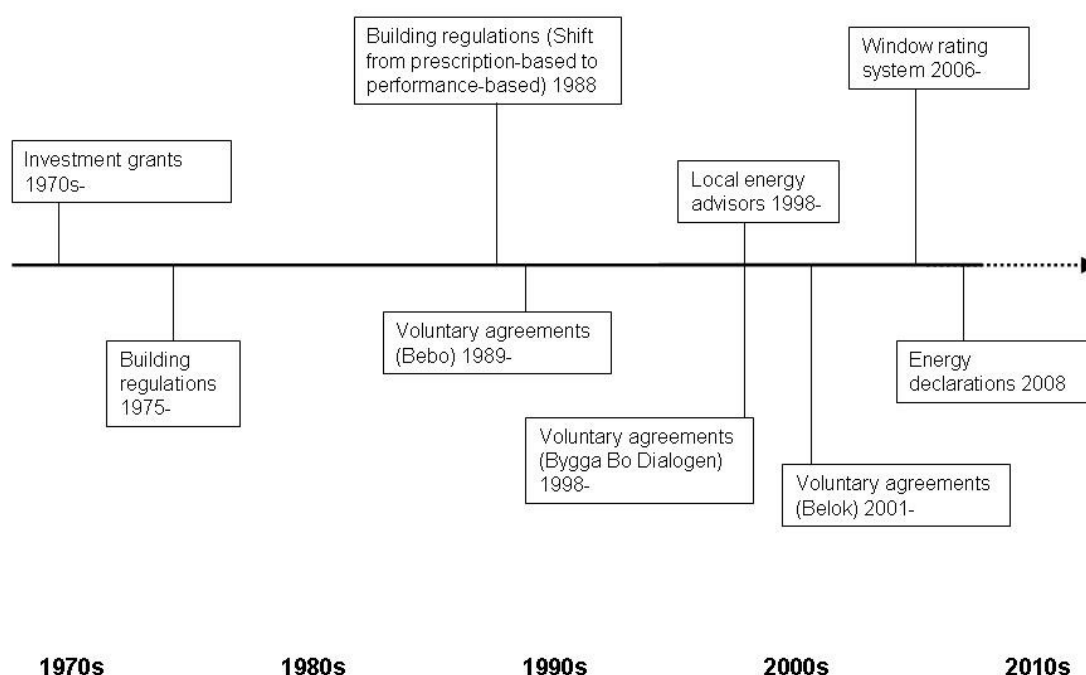 Building regulations (Shift
from prescription-based to
performance-based) 1988
Window rating
system 2006-
Investment grants
1970s-
Local energy
advisors 1998-
Building
regulations
1975-
Voluntary agreements
(Bebo) 1989-
Energy
declarations 2008
Voluntary agreements
(Bygga Bo Dialogen)
1998-
Voluntary agreements
(Belok) 2001-
1970s
1980s
1990s
2000s
2010s